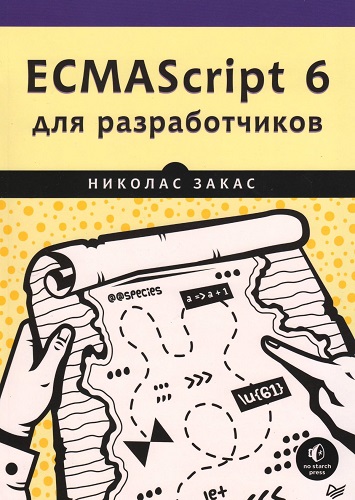 ECMAScript 6
для разработчиков
НИКОЛАС ЗАКАС
@@species
a => a + 1
>>>
\u{61}
>>>
let
no starch
press